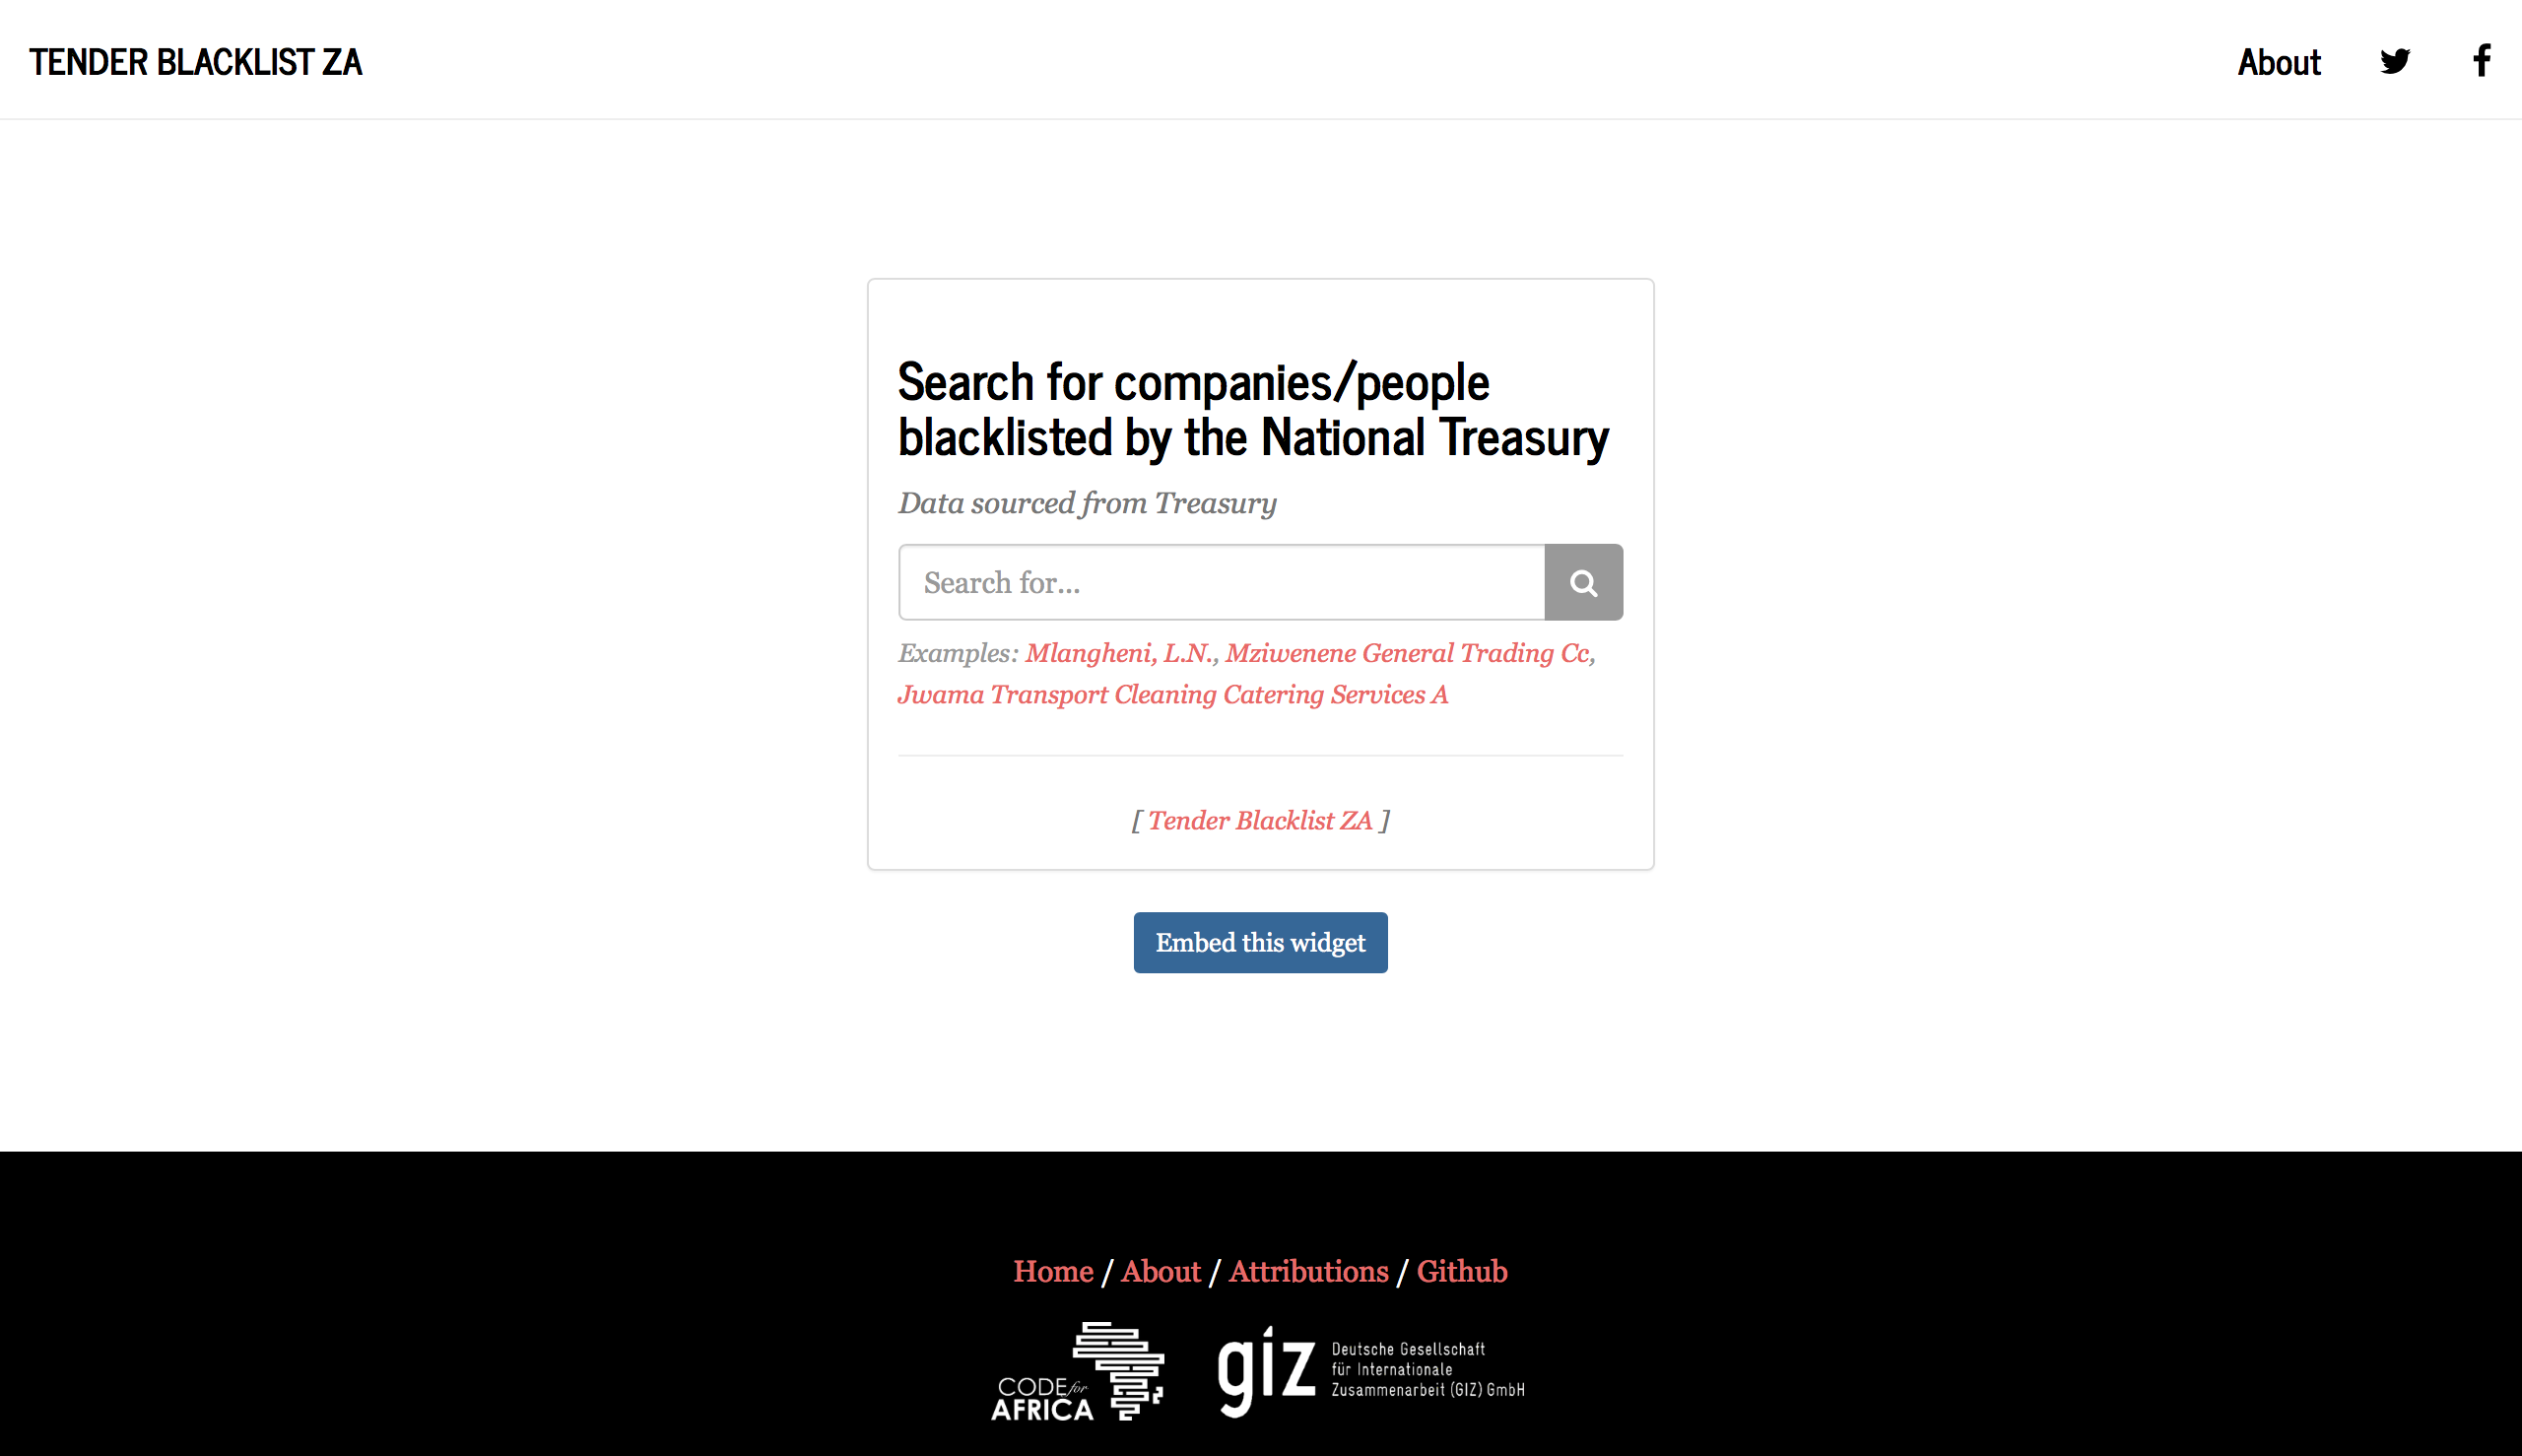 TENDER BLACKLIST ZA
About
Search for companies/people
blacklisted by the National Treasury
Data sourced from Treasury
Search for...
Examples: Mlangheni, L.N., Mziwenene General Trading Cc,
Jwama Transport Cleaning Catering Services A
[ Tender Blacklist ZA ]
Embed this widget
Home / About / Attributions / Github
CODE for
AFRICA
giz
Deutsche Gesellschaft
für Internationale
Zusammenarbeit (GIZ) GmbH